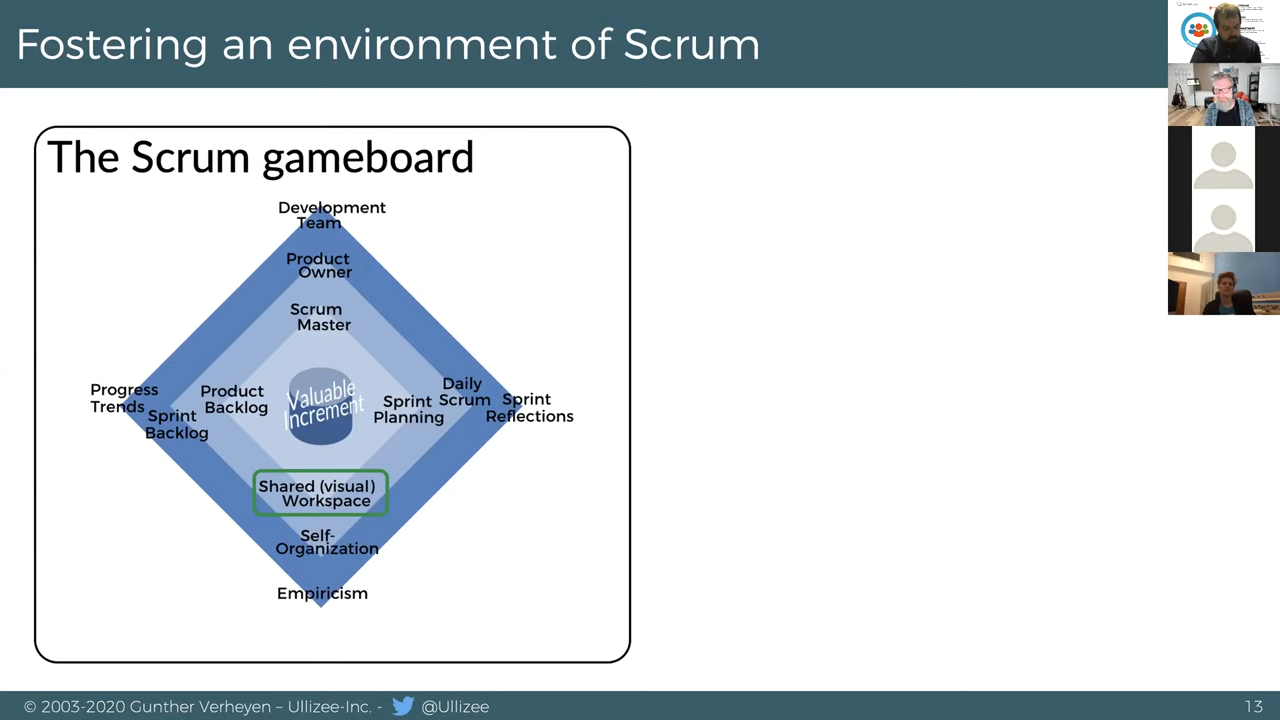 Fostering an environment of Scrum
The Scrum gameboard
Development
Team
Product
Owner
Scrum
Master
Progress
Trends
Sprint
Backlog
Product
Backlog
Valuable
Increment
Sprint
Planning
Daily
Scrum
Sprint
Reflections
Shared (visual)
Workspace
Self-
Organization
Empiricism
© 2003-2020 Gunther Verheyen – Ullizee-Inc. - @Ullizee
13